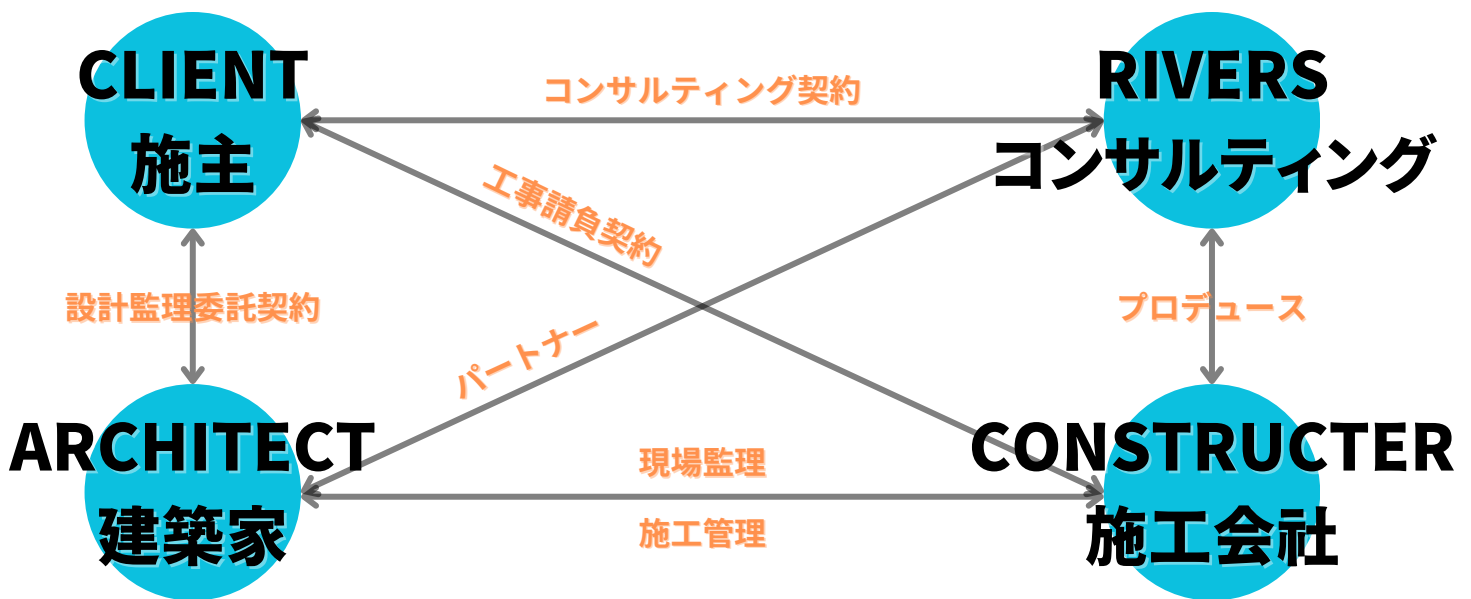 CLIENT
施主
コンサルティング契約
RIVERS
コンサルティング
工事請負契約
設計監理委託契約
プロデュース
パートナー
ARCHITECT
建築家
現場監理
施工管理
CONSTRUCTER
施工会社